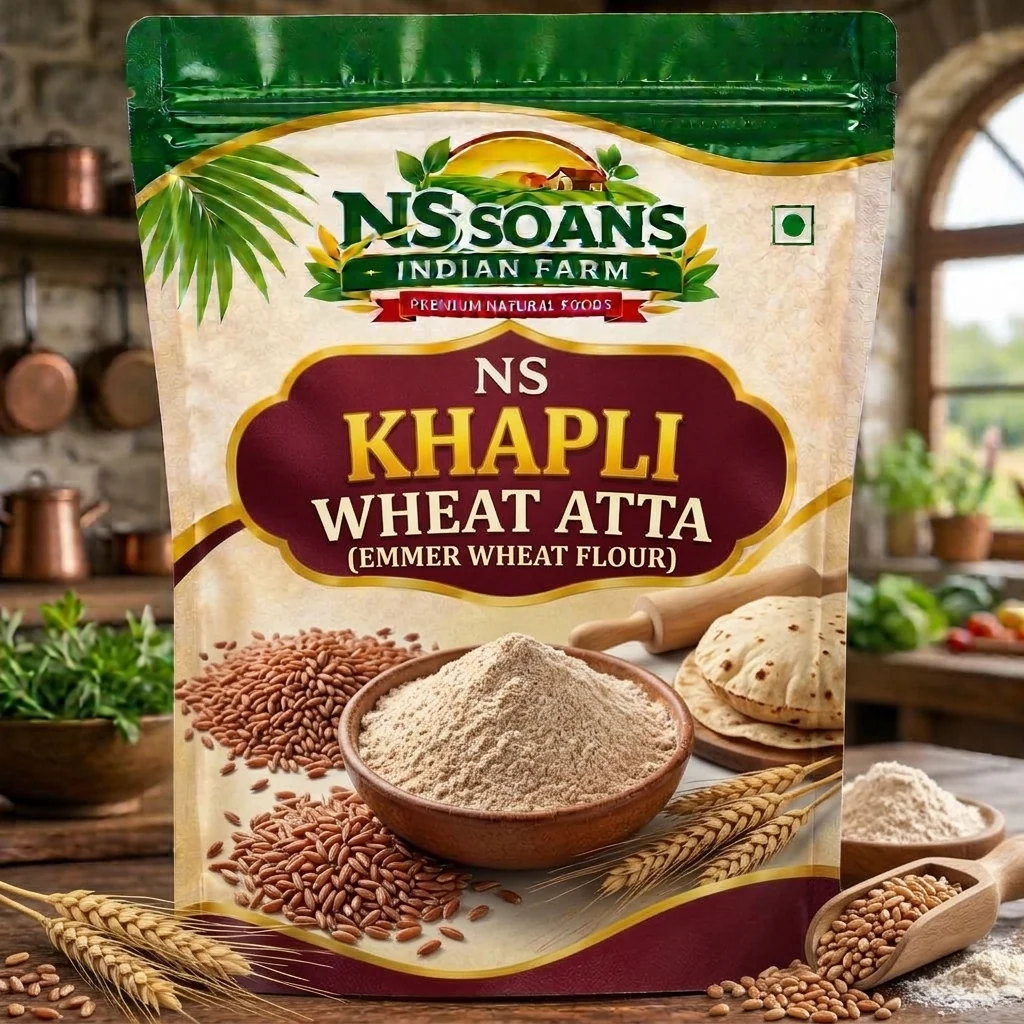 NS SOANS
INDIAN FARM
PREMIUM NATURAL FOODS
NS
KHAPLI
WHEAT ATTA
(EMMER WHEAT FLOUR)